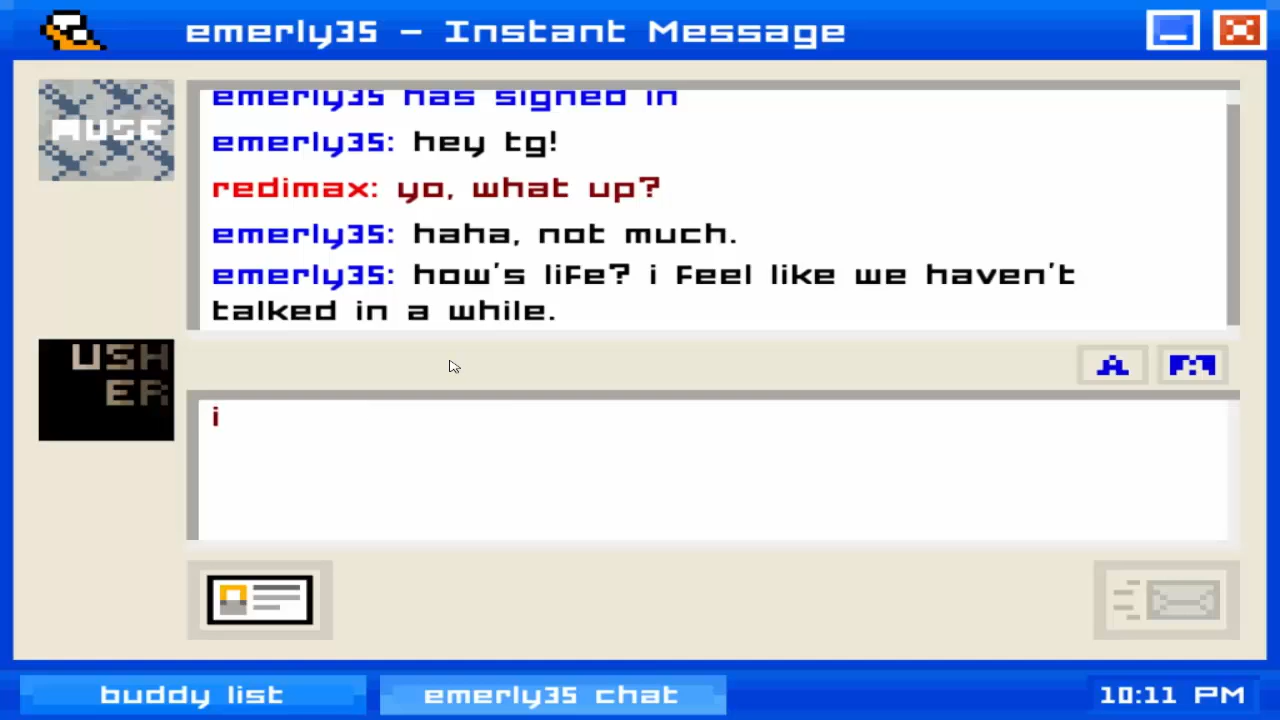 emerly35 - Instant Message
MUSE
emerly35 has signed in
emerly35: hey tg!
redimax: yo, what up?
emerly35: haha, not much.
emerly35: how's life? i feel like we haven't
talked in a while.
USH
ER
A
i
buddy list
emerly35 chat
10:11 PM